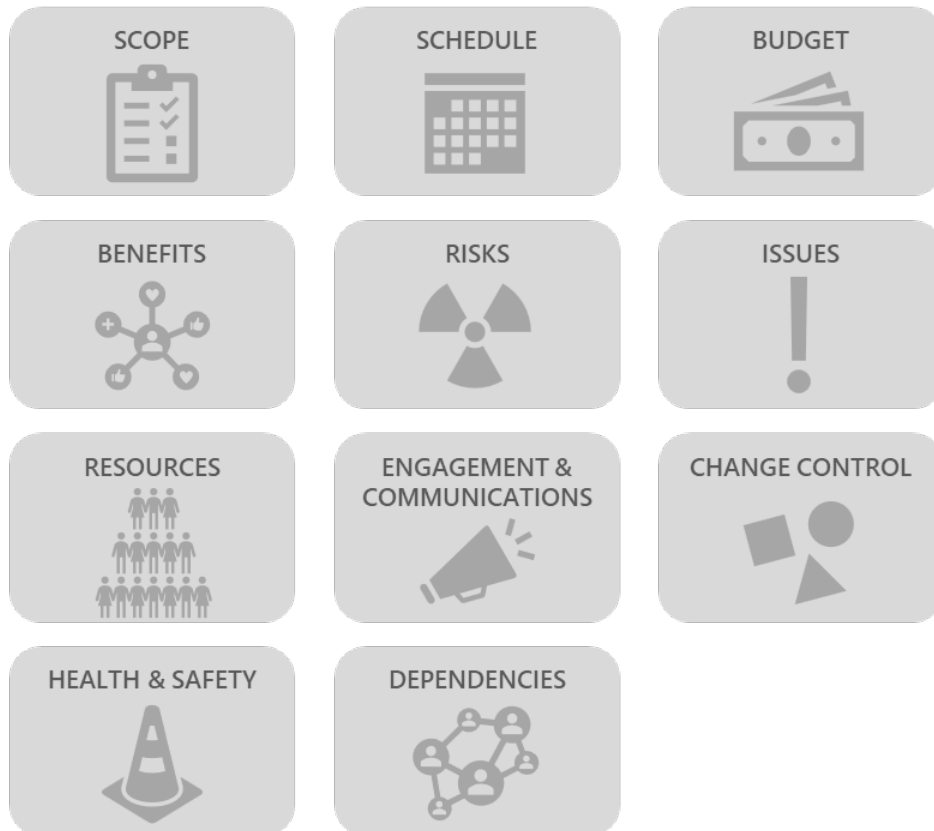 SCOPE
SCHEDULE
BUDGET
BENEFITS
RISKS
ISSUES
RESOURCES
ENGAGEMENT &
COMMUNICATIONS
CHANGE CONTROL
HEALTH & SAFETY
DEPENDENCIES